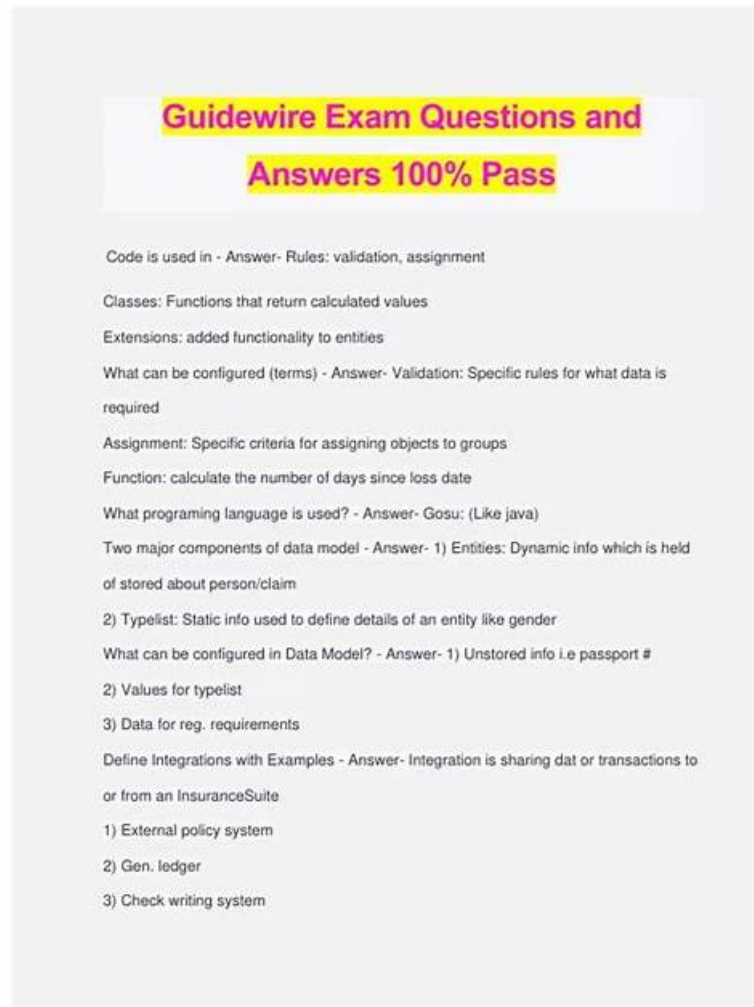 Guidewire Exam Questions and
Answers 100% Pass
Code is used in - Answer- Rules: validation, assignment
Classes: Functions that return calculated values
Extensions: added functionality to entities
What can be configured (terms) - Answer- Validation: Specific rules for what data is
required
Assignment: Specific criteria for assigning objects to groups
Function: calculate the number of days since loss date
What programing language is used? - Answer- Gosu: (Like java)
Two major components of data model - Answer- 1) Entities: Dynamic info which is held
of stored about person/claim
2) Typelist: Static info used to define details of an entity like gender
What can be configured in Data Model? - Answer- 1) Unstored info i.e passport #
2) Values for typelist
3) Data for reg. requirements
Define Integrations with Examples - Answer- Integration is sharing dat or transactions to
or from an InsuranceSuite
1) External policy system
2) Gen. ledger
3) Check writing system